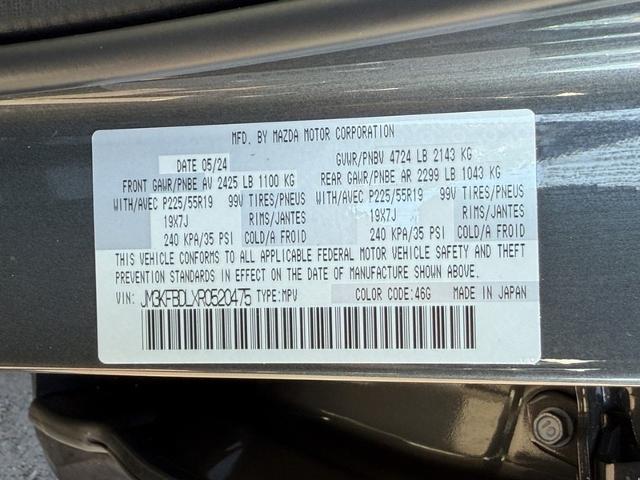 MFD. BY MAZDA MOTOR CORPORATION
DATE 05/24 GVWR/PNBV 4724 LB 2143 KG
FRONT GAWR/PNBE AV 2425 LB 1100 KG REAR GAWR/PNBE AR 2299 LB 1043 KG
WITH/AVEC P225/55R19 99V TIRES/PNEUS WITH/AVEC P225/55R19 99V TIRES/PNEUS
19X7J RIMS/JANTES 19X7J RIMS/JANTES
240 KPA/35 PSI COLD/A FROID 240 KPA/35 PSI COLD/A FROID
THIS VEHICLE CONFORMS TO ALL APPLICABLE FEDERAL MOTOR VEHICLE SAFETY AND THEFT
PREVENTION STANDARDS IN EFFECT ON THE DATE OF MANUFACTURE SHOWN ABOVE.
VIN: JM3KFBDLXR0520475 TYPE:MPV COLOR CODE:46G MADE IN JAPAN